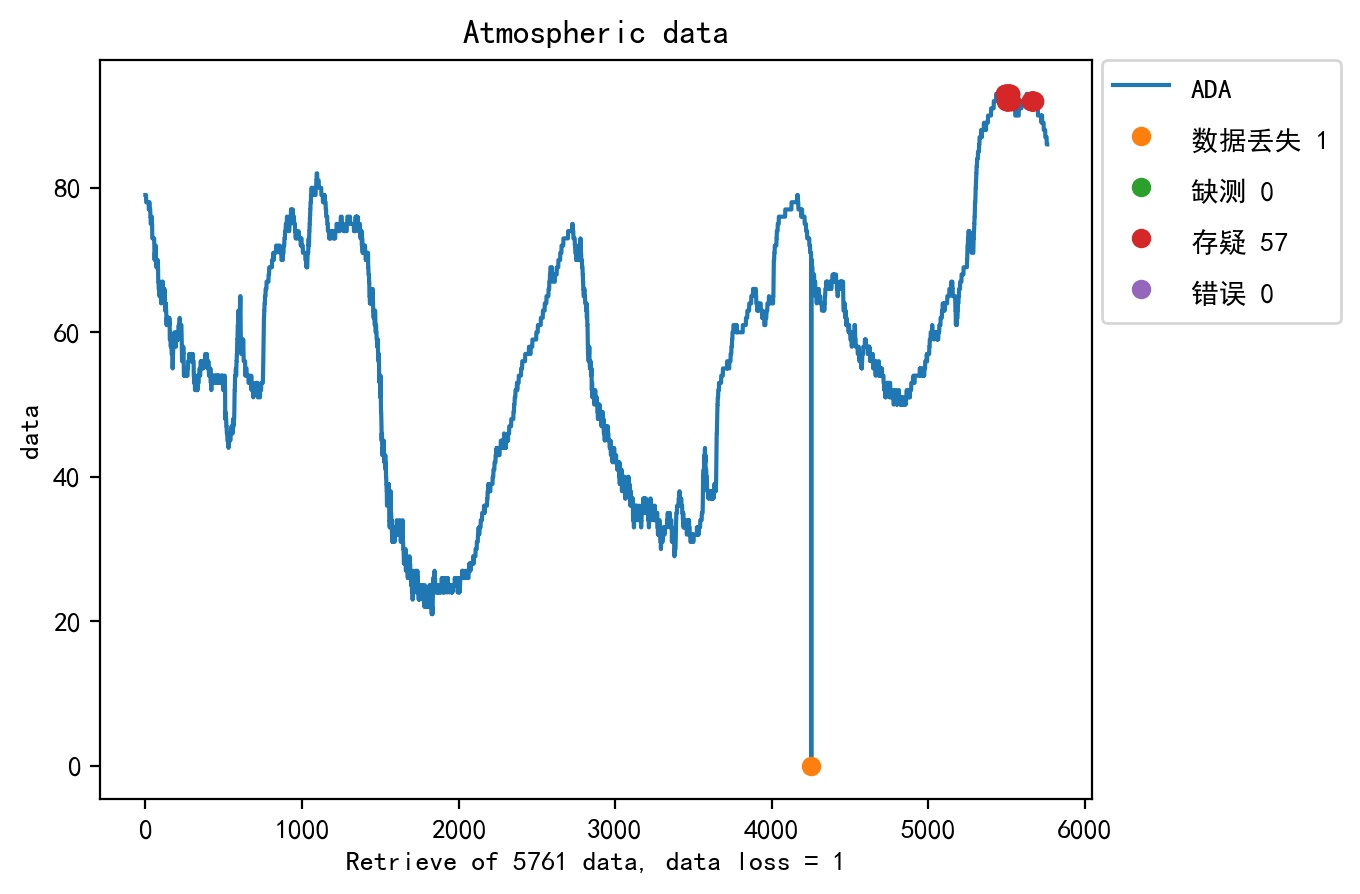 Atmospheric data
ADA
数据丢失 1
缺测 0
存疑 57
错误 0
80
60
40
20
0
data
0 1000 2000 3000 4000 5000 6000
Retrieve of 5761 data, data loss = 1